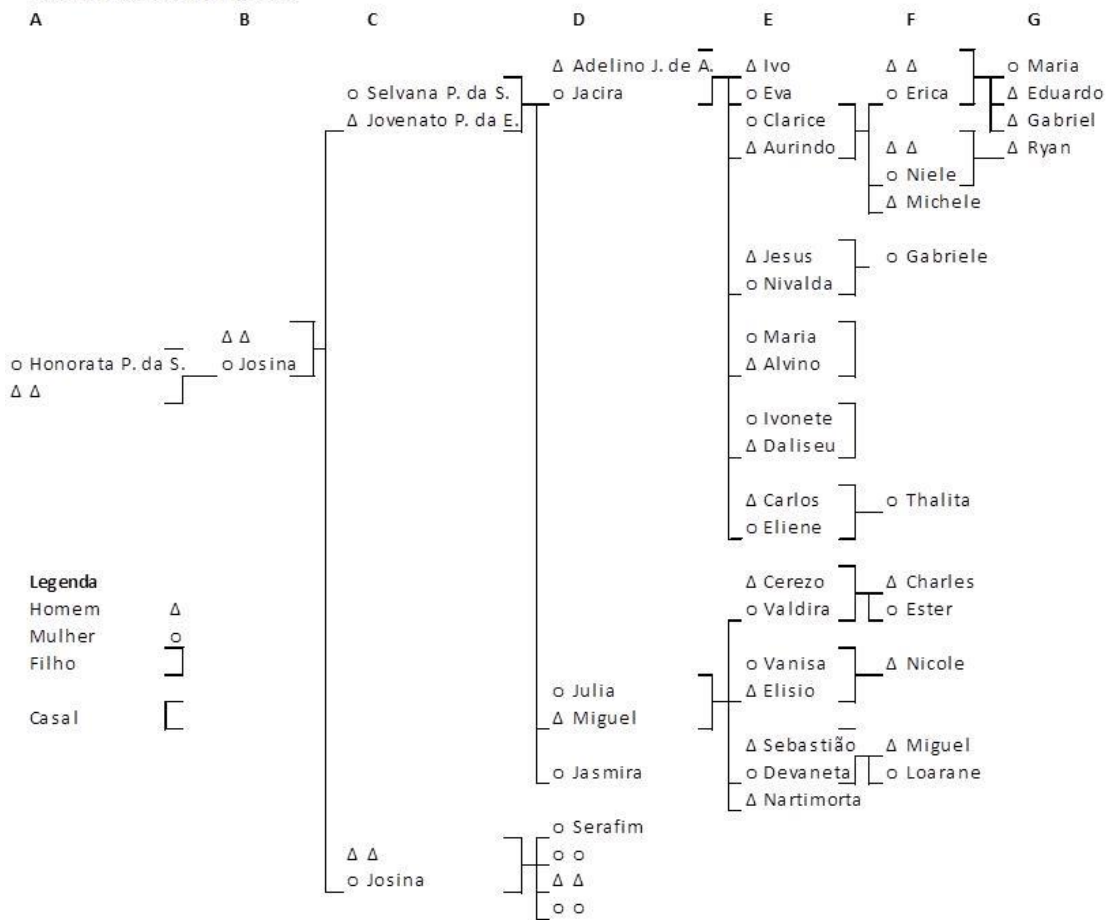 A B C D E F G
Δ Adelino J. de A. Δ Ivo Δ Δ o Maria
o Selvana P. da S. o Jacira o Eva o Erica Δ Eduardo
Δ Jovenato P. da E. o Clarice Δ Gabriel
Δ Aurindo Δ Δ Δ Ryan
o Niele
Δ Michele
Δ Jesus o Gabriele
o Nivalda
Δ Δ o Maria
o Honorata P. da S. o Josina Δ Alvino
Δ Δ
o Ivonete
Δ Daliseu
Δ Carlos o Thalita
o Eliene
Legenda Δ Cerezo Δ Charles
Homem Δ o Valdira o Ester
Mulher o
Filho o Vanisa Δ Nicole
o Julia Δ Elisio
Casal Δ Miguel
Δ Sebastião Δ Miguel
o Jasmira o Devaneta o Loarane
Δ Nartimorta
o Serafim
Δ Δ o o
o Josina Δ Δ
o o